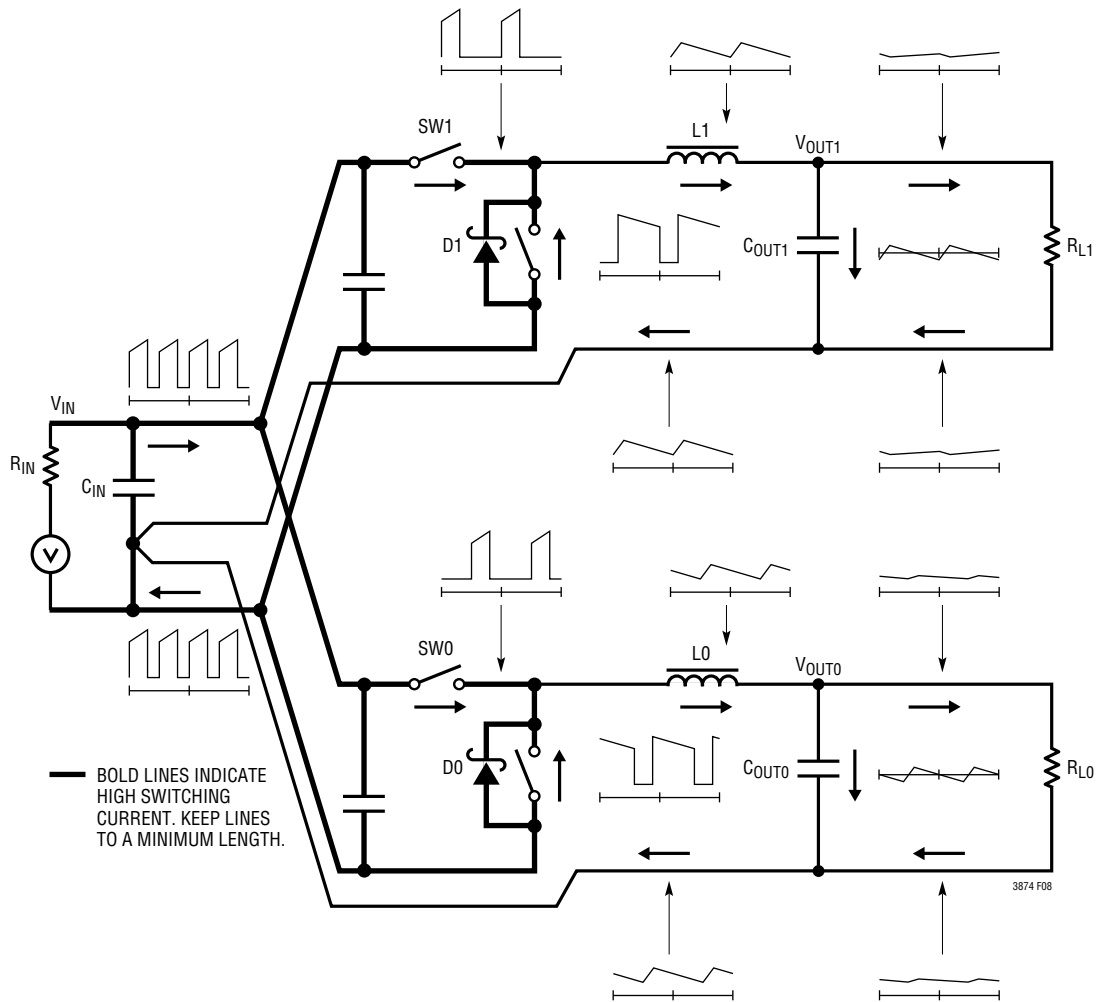 SW1
L1
VOUT1
D1
COUT1
RL1
VIN
RIN
CIN
V
SW0
L0
VOUT0
D0
COUT0
RL0
BOLD LINES INDICATE
HIGH SWITCHING
CURRENT. KEEP LINES
TO A MINIMUM LENGTH.
3874 F08